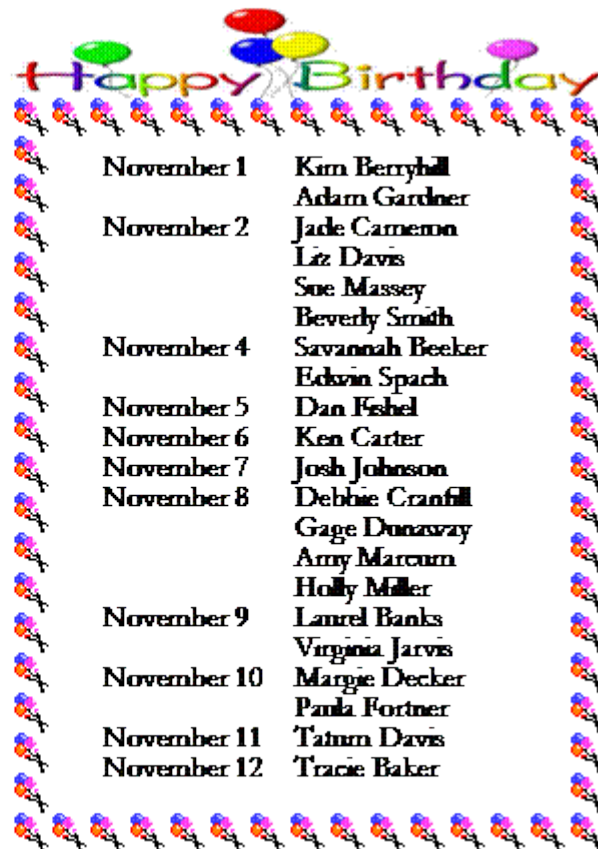 Happy Birthday
November 1 Kim Berryhill
Adam Gardner
November 2 Jade Cameron
Liz Davis
Sue Massey
Beverly Smith
November 4 Savannah Beeker
Edwin Spach
November 5 Dan Fishel
November 6 Ken Carter
November 7 Josh Johnson
November 8 Debbie Cranfill
Gage Dunaway
Amy Marcum
Holly Miller
November 9 Laurel Banks
Virginia Jarvis
November 10 Margie Decker
Paula Fortner
November 11 Tatum Davis
November 12 Tracie Baker